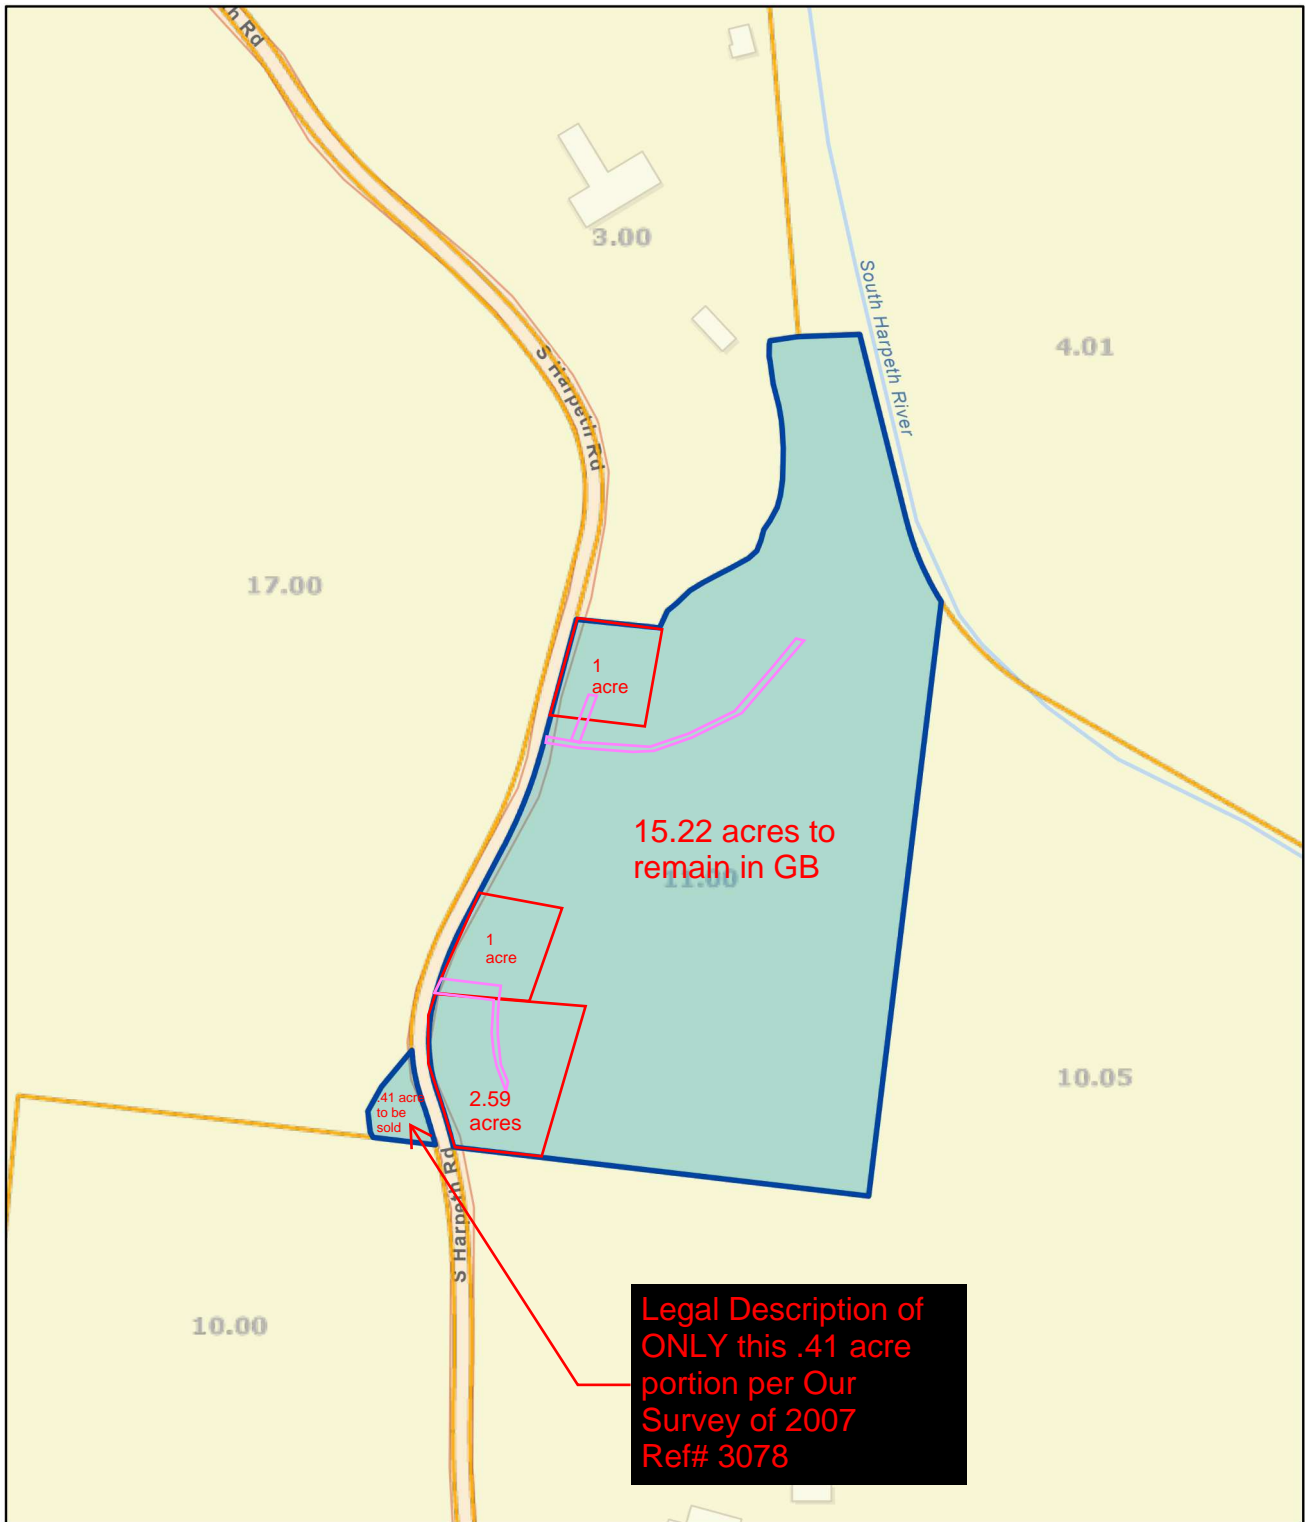 h Rd
3.00
South Harpeth River
4.01
S Harpeth Rd
17.00
1
acre
15.22 acres to
remain in GB
11.00
1
acre
10.05
.41 acre
to be
sold
2.59
acres
S Harpeth Rd
10.00
Legal Description of
ONLY this .41 acre
portion per Our
Survey of 2007
Ref# 3078